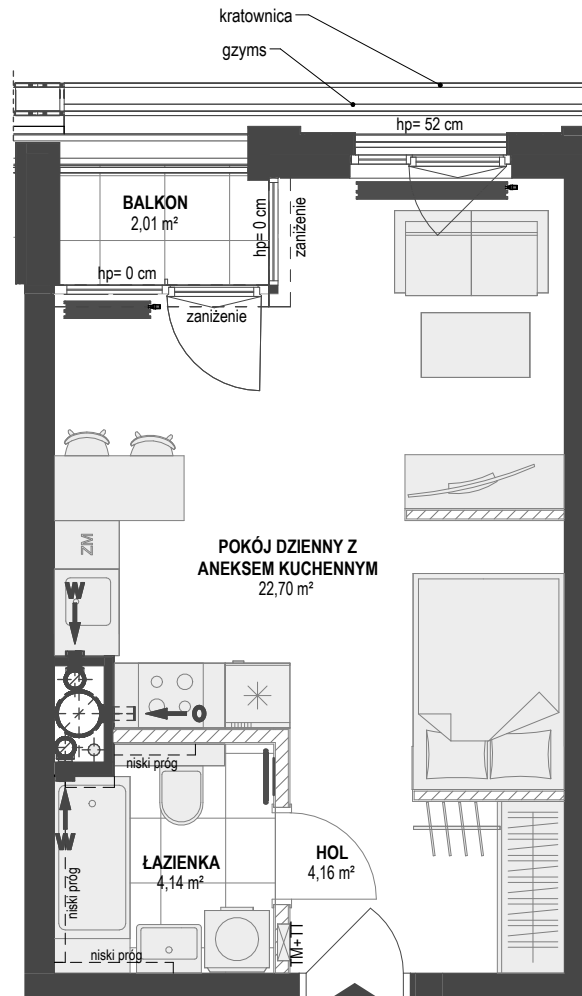 kratownica
gzyms
hp= 52 cm
BALKON
2,01 m²
hp= 0 cm
zaniżenie
hp= 0 cm
zaniżenie
ZM
POKÓJ DZIENNY Z
ANEKSEM KUCHENNYM
22,70 m²
W
O
niski próg
W
niski próg
ŁAZIENKA
4,14 m²
HOL
4,16 m²
TM+ TT
niski próg